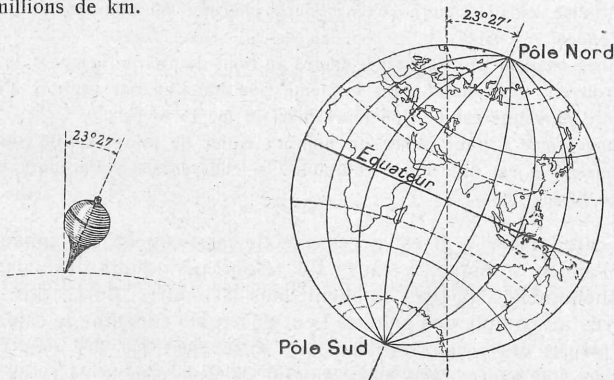 millions de km.
23°27'
Pôle Nord
23°27'
Équateur
Pôle Sud